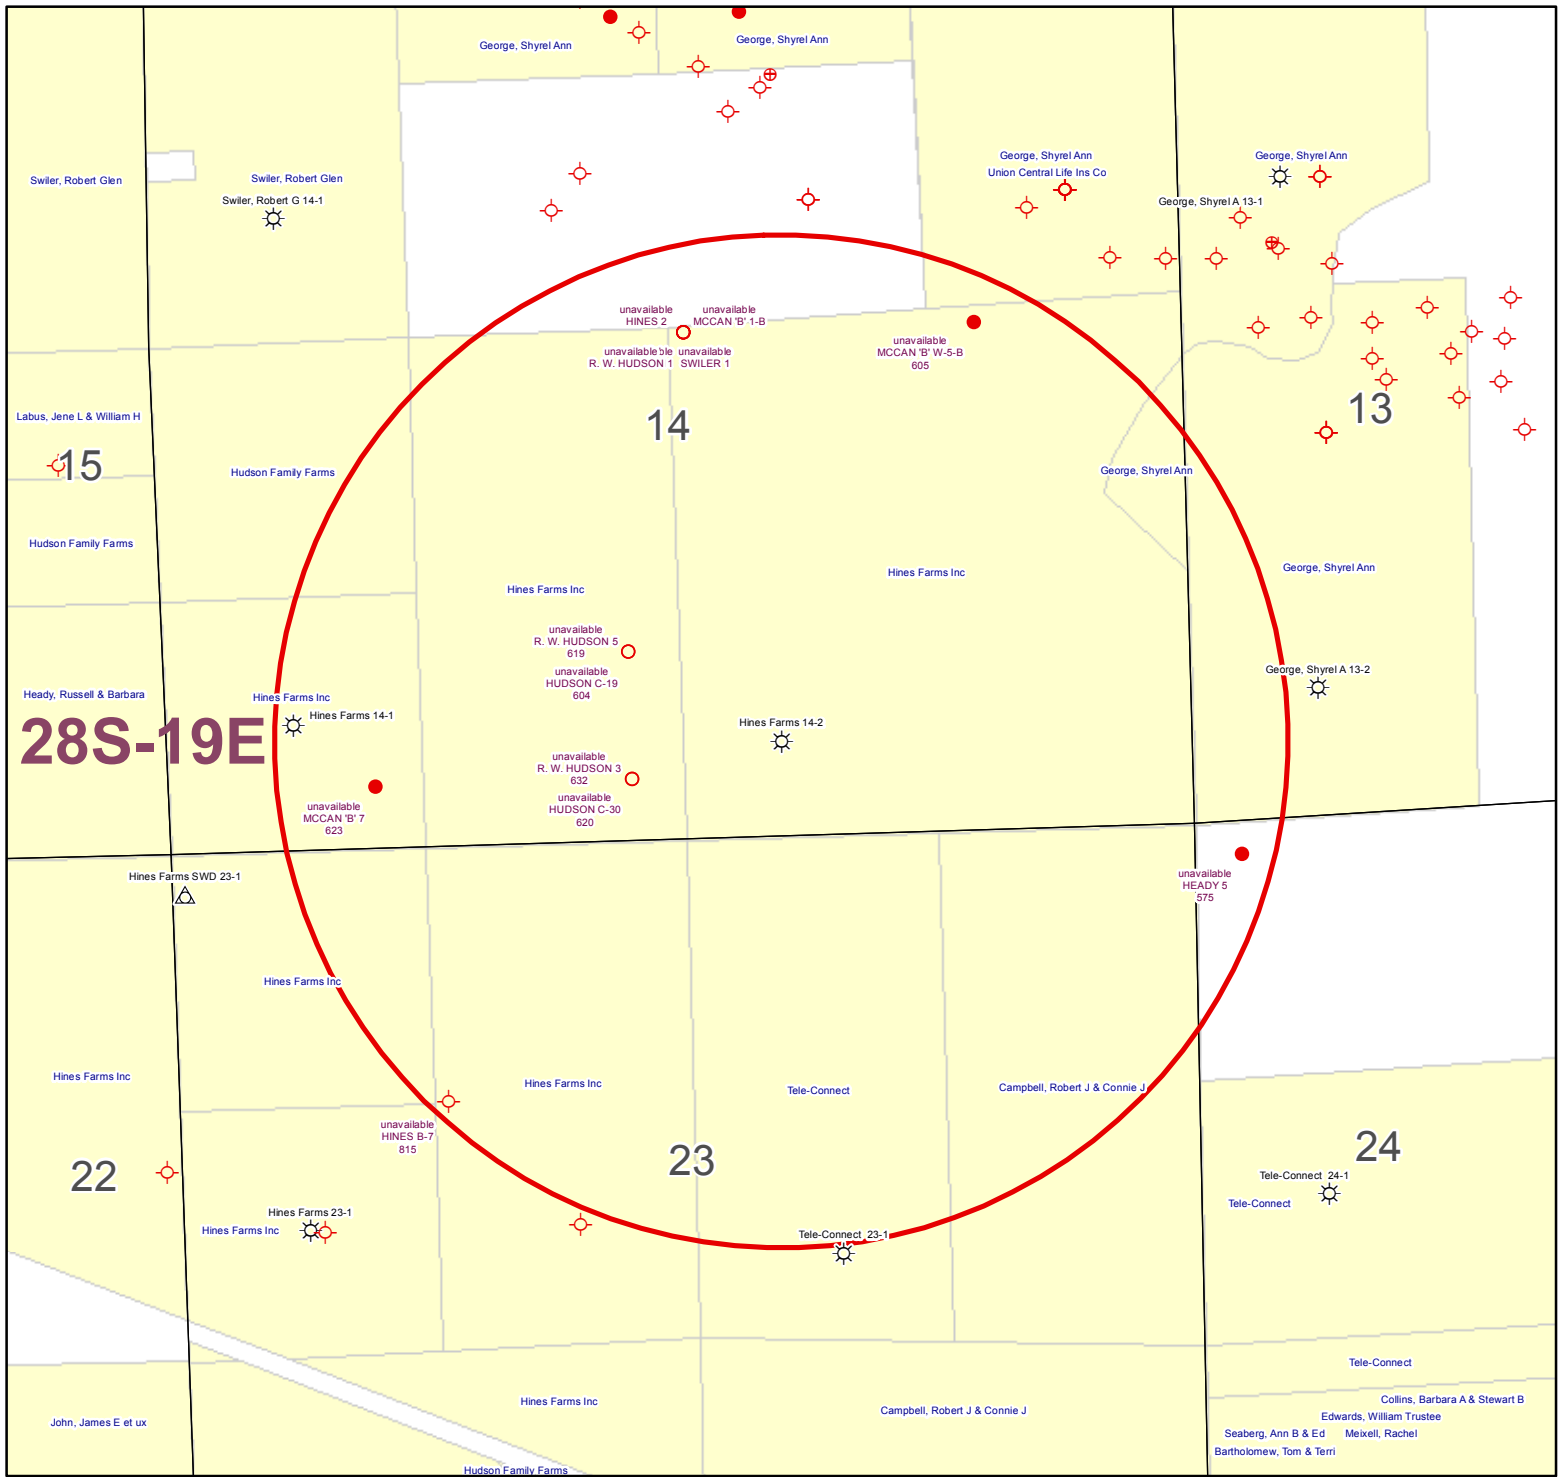 George, Shyrel Ann
George, Shyrel Ann
Swiler, Robert Glen
Swiler, Robert Glen
Swiler, Robert G 14-1
George, Shyrel Ann
Union Central Life Ins Co
George, Shyrel Ann
George, Shyrel A 13-1
unavailable
HINES 2
unavailable
MCCAN 'B' 1-B
unavailable
R. W. HUDSON 1
unavailable
SWILER 1
unavailable
MCCAN 'B' W-5-B
605
14
13
Labus, Jene L & William H
15
Hudson Family Farms
George, Shyrel Ann
Hudson Family Farms
Hines Farms Inc
Hines Farms Inc
George, Shyrel Ann
unavailable
R. W. HUDSON 5
619
unavailable
HUDSON C-19
604
George, Shyrel A 13-2
Heady, Russell & Barbara
Hines Farms Inc
Hines Farms 14-1
Hines Farms 14-2
28S-19E
unavailable
R. W. HUDSON 3
632
unavailable
HUDSON C-30
620
unavailable
MCCAN 'B' 7
623
Hines Farms SWD 23-1
unavailable
HEADY 5
575
Hines Farms Inc
Hines Farms Inc
Hines Farms Inc
Tele-Connect
Campbell, Robert J & Connie J
unavailable
HINES B-7
815
22
23
24
Tele-Connect 24-1
Tele-Connect
Hines Farms 23-1
Hines Farms Inc
Tele-Connect 23-1
Tele-Connect
Hines Farms Inc
Campbell, Robert J & Connie J
Collins, Barbara A & Stewart B
Edwards, William Trustee
John, James E et ux
Seaberg, Ann B & Ed
Meixell, Rachel
Bartholomew, Tom & Terri
Hudson Family Farms